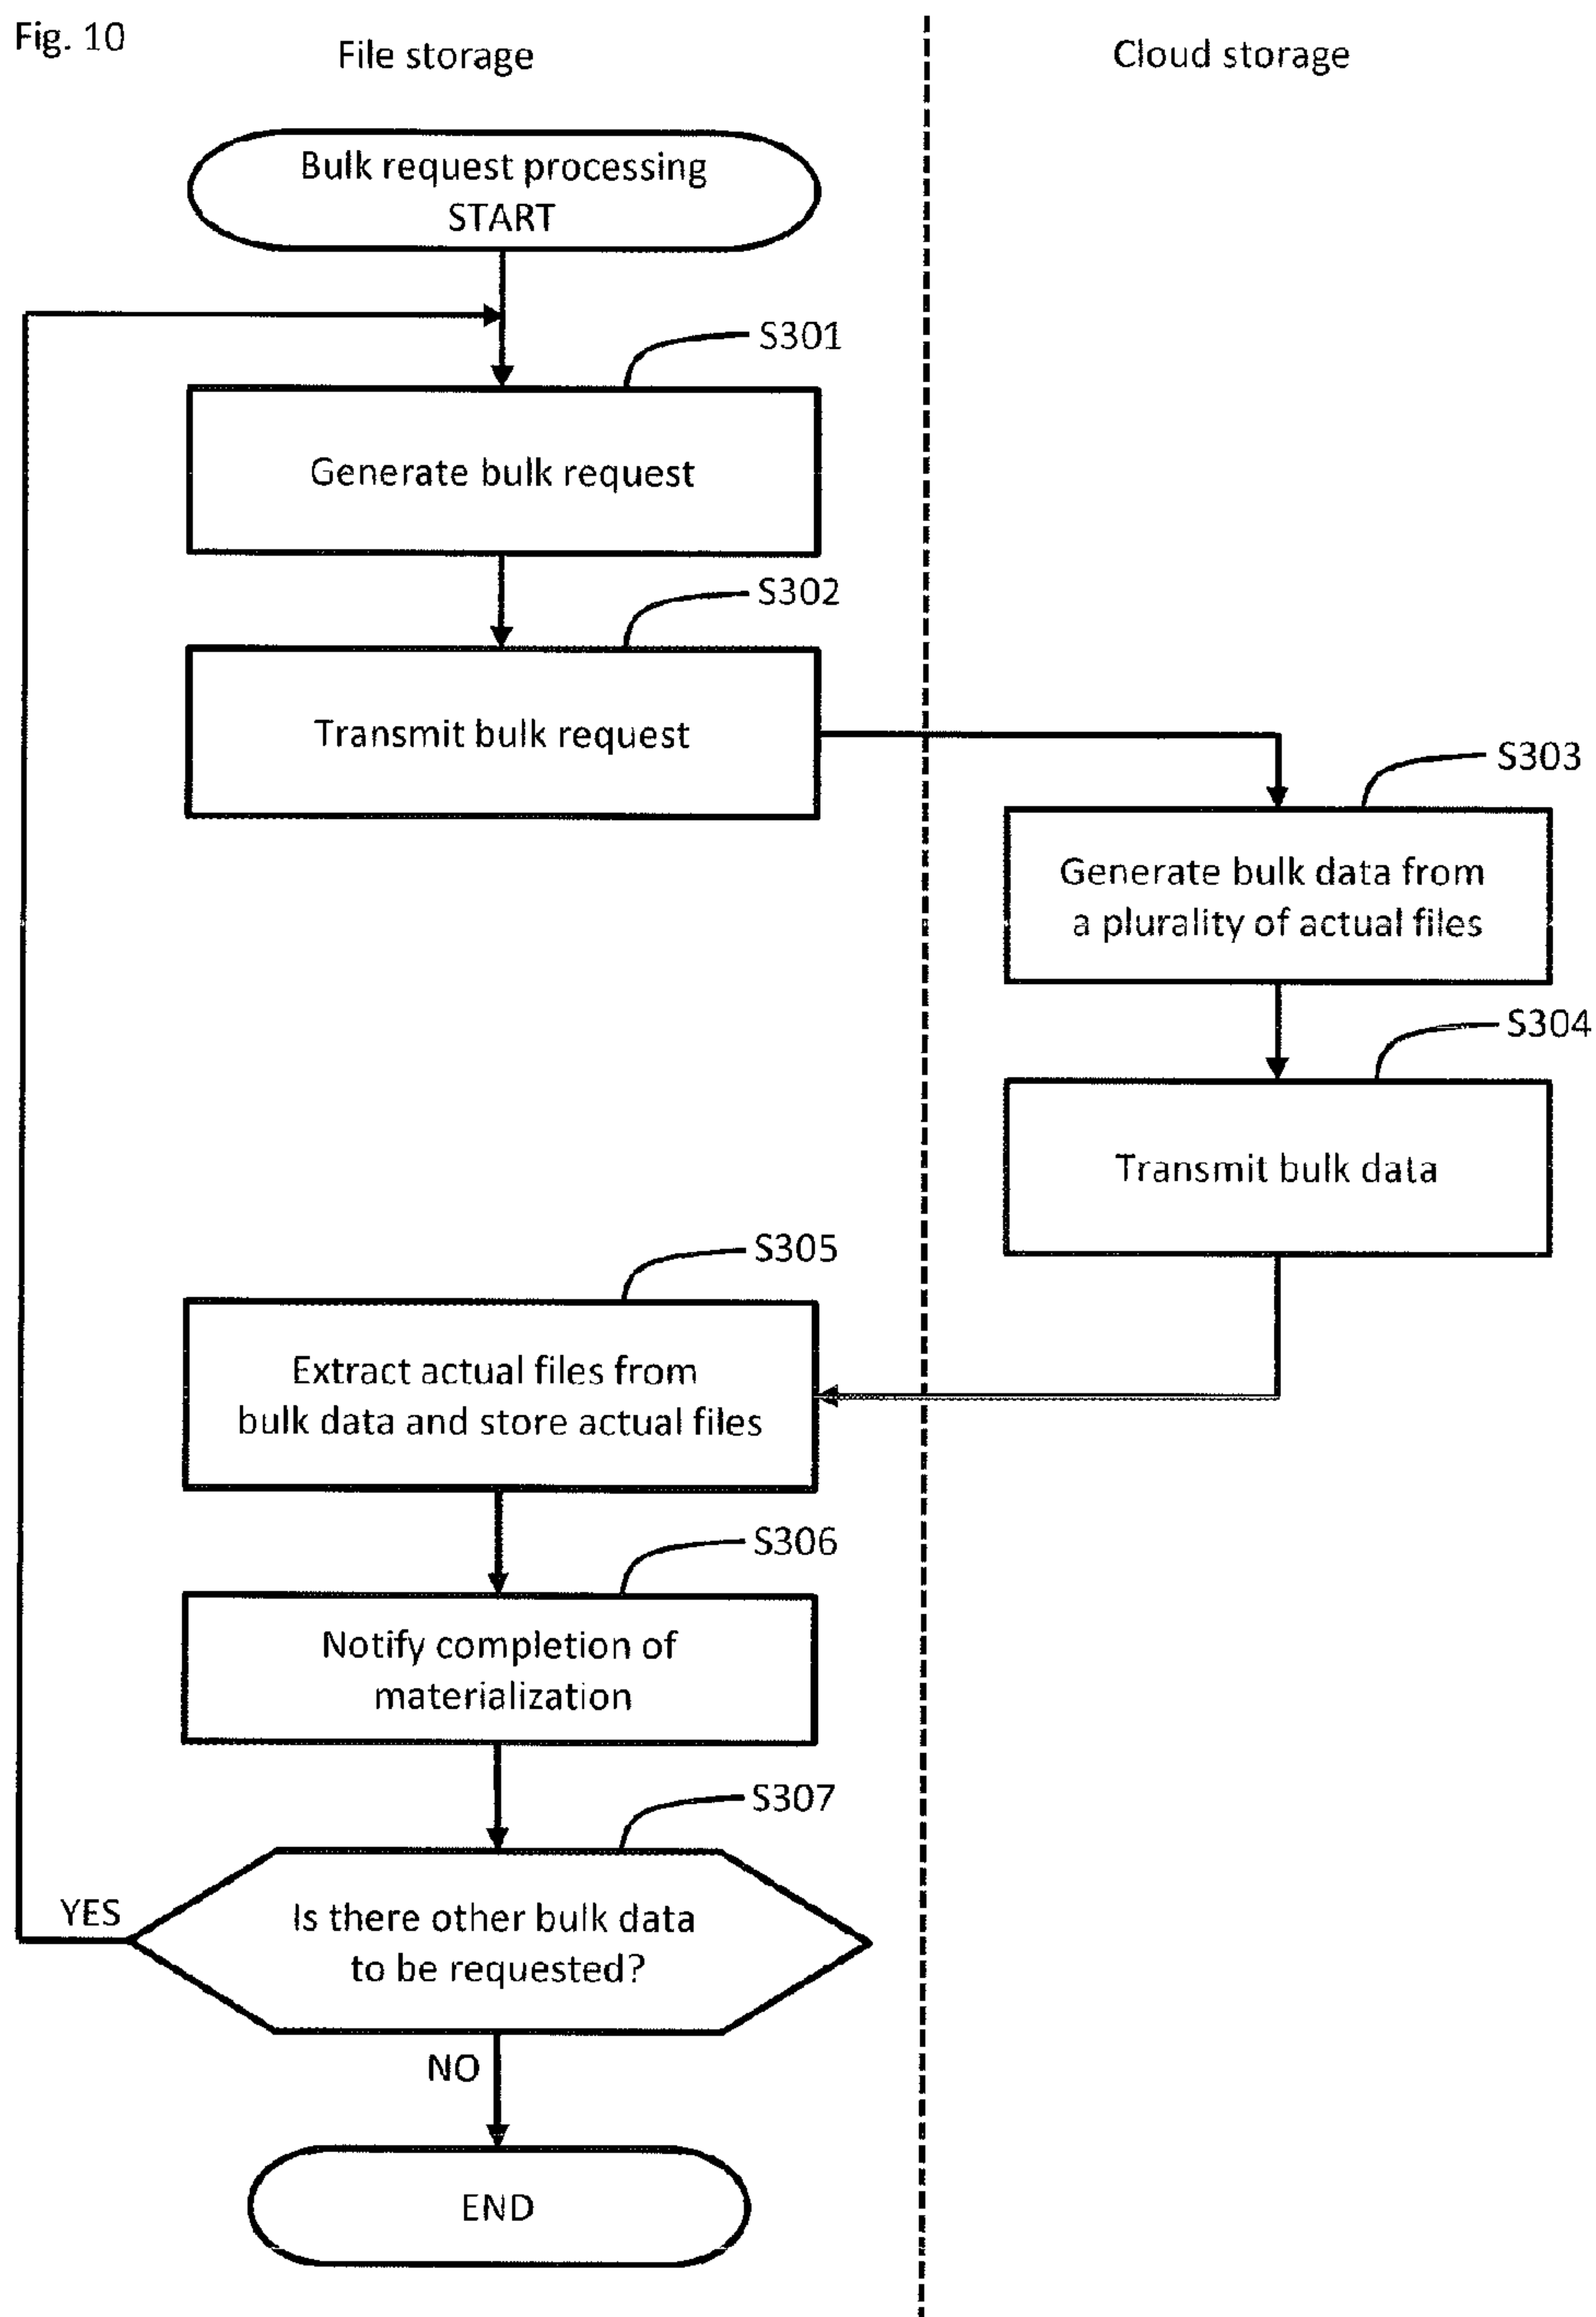 Fig. 10
File storage
Cloud storage
Bulk request processing
START
S301
Generate bulk request
S302
Transmit bulk request
S303
Generate bulk data from
a plurality of actual files
S304
Transmit bulk data
S305
Extract actual files from
bulk data and store actual files
S306
Notify completion of
materialization
S307
YES
Is there other bulk data
to be requested?
NO
END